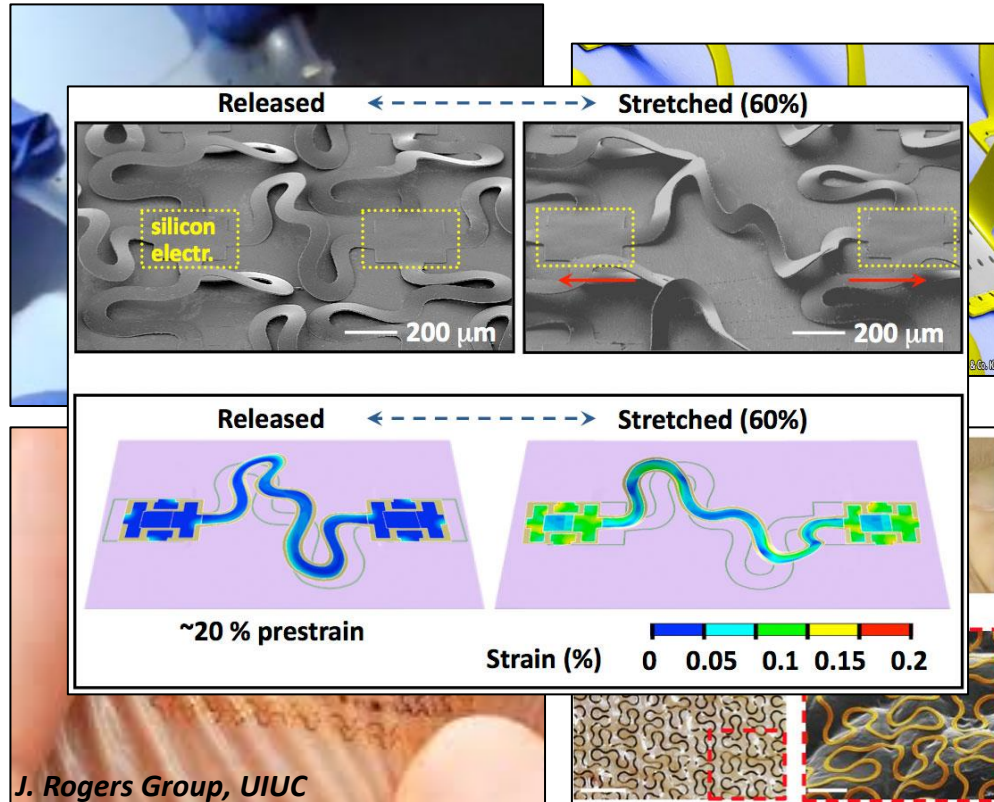 Released Stretched (60%)
silicon
electr.
200 μm 200 μm
& Co. K
Released Stretched (60%)
~20 % prestrain
Strain (%) 0 0.05 0.1 0.15 0.2
J. Rogers Group, UIUC